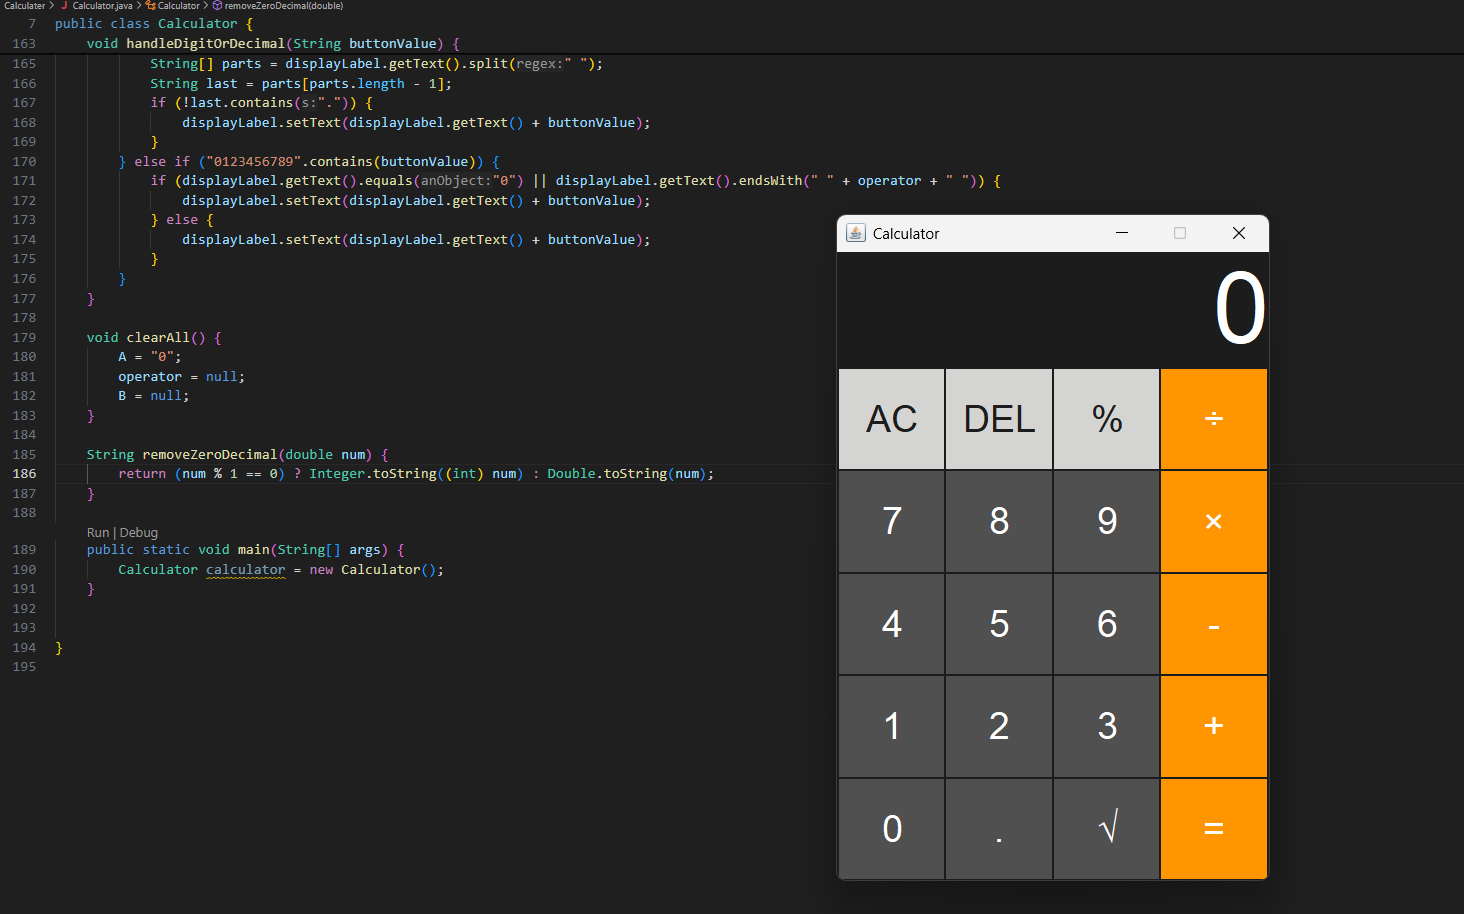 Calculater > J Calculator.java > Calculator > removeZeroDecimal(double)
7 public class Calculator {
163 void handleDigitOrDecimal(String buttonValue) {
165 String[] parts = displayLabel.getText().split(regex:" ");
166 String last = parts[parts.length - 1];
167 if (!last.contains(s:".")) {
168 displayLabel.setText(displayLabel.getText() + buttonValue);
169 }
170 } else if ("0123456789".contains(buttonValue)) {
171 if (displayLabel.getText().equals(anObject:"0") || displayLabel.getText().endsWith(" " + operator + " ")) {
172 displayLabel.setText(displayLabel.getText() + buttonValue);
173 } else {
174 displayLabel.setText(displayLabel.getText() + buttonValue);
175 }
176 }
177 }
178
179 void clearAll() {
180 A = "0";
181 operator = null;
182 B = null;
183 }
184
185 String removeZeroDecimal(double num) {
186 return (num % 1 == 0) ? Integer.toString((int) num) : Double.toString(num);
187 }
188
Run | Debug
189 public static void main(String[] args) {
190 Calculator calculator = new Calculator();
191 }
192
193
194 }
195
Calculator
0
AC DEL % ÷
7 8 9 ×
4 5 6 -
1 2 3 +
0 . √ =